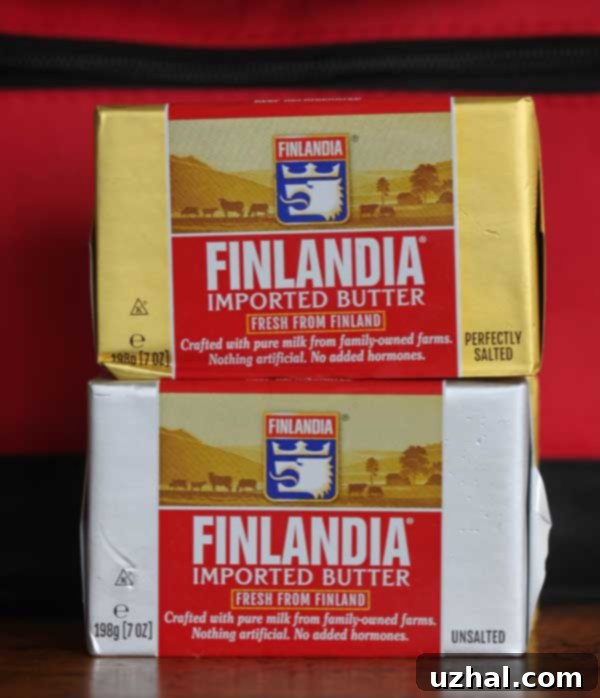 FINLANDIA
FINLANDIA®
IMPORTED BUTTER
FRESH FROM FINLAND
Crafted with pure milk from family-owned farms.
Nothing artificial. No added hormones.
e
198g [7 OZ]
PERFECTLY
SALTED
FINLANDIA
FINLANDIA®
IMPORTED BUTTER
FRESH FROM FINLAND
Crafted with pure milk from family-owned farms.
Nothing artificial. No added hormones.
e
198g [7 OZ]
UNSALTED
uzhal.com